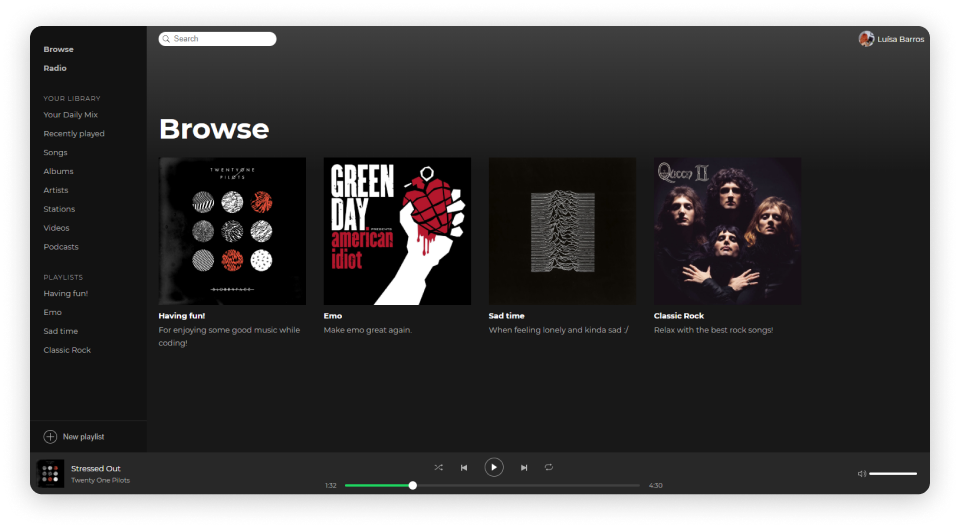 Browse
Radio
YOUR LIBRARY
Your Daily Mix
Recently played
Songs
Albums
Artists
Stations
Videos
Podcasts
PLAYLISTS
Having fun!
Emo
Sad time
Classic Rock
New playlist
Search
Luísa Barros
Browse
TWENTY ØNE
PILØTS
BLURRYFACE
Having fun!
For enjoying some good music while
coding!
GREEN
DAY
american
idiot
Emo
Make emo great again.
Sad time
When feeling lonely and kinda sad :/
Queen II
Classic Rock
Relax with the best rock songs!
Stressed Out
Twenty One Pilots
1:32
4:30